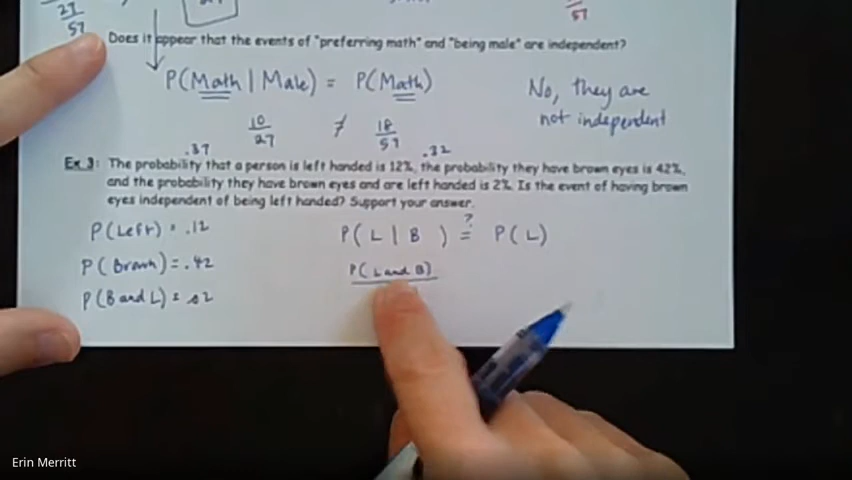 27
57
57
Does it appear that the events of "preferring math" and "being male" are independent?
P(Math | Male) = P(Math)
No, they are
not independent
10/27 ≠ 18/57
.37 .32
Ex 3: The probability that a person is left handed is 12%, the probability they have brown eyes is 42%,
and the probability they have brown eyes and are left handed is 2%. Is the event of having brown
eyes independent of being left handed? Support your answer.
P(Left) = .12
P(L | B ) ?= P(L)
P(Brown) = .42
P(L and B)
P(B and L) = .02
Erin Merritt